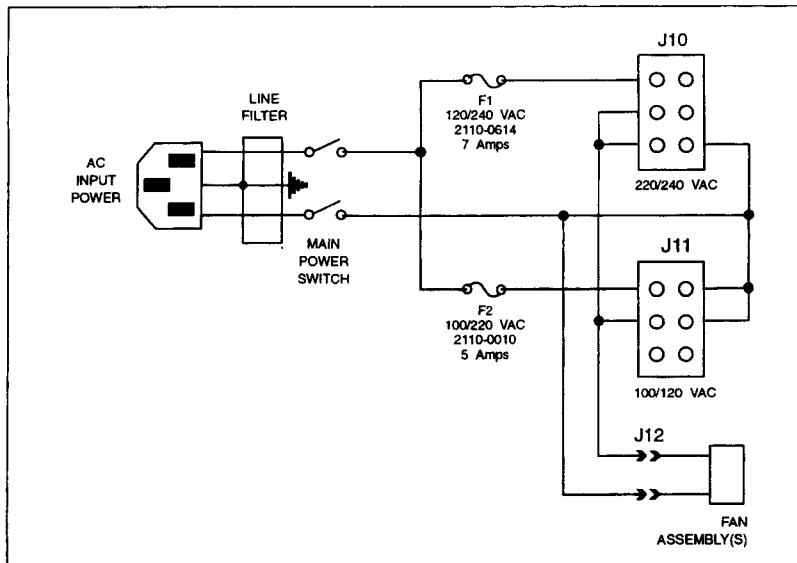 J10
LINE
FILTER
F1
120/240 VAC
2110-0614
7 Amps
AC
INPUT
POWER
220/240 VAC
MAIN
POWER
SWITCH
J11
F2
100/220 VAC
2110-0010
5 Amps
100/120 VAC
J12
FAN
ASSEMBLY(S)